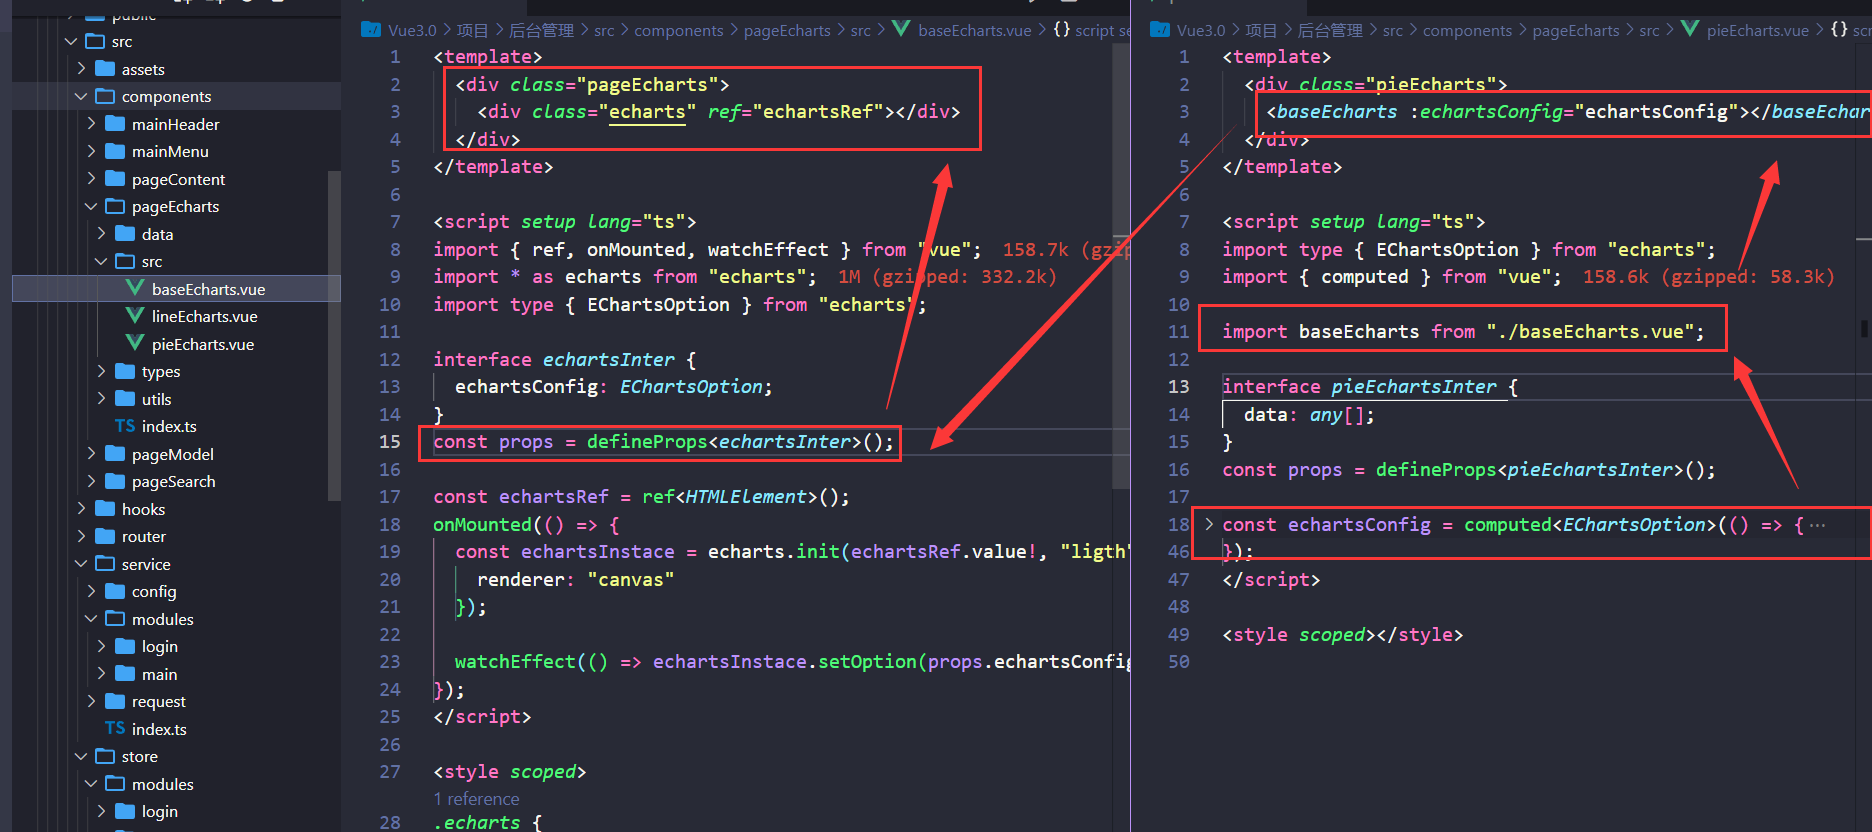 public
src
assets
components
mainHeader
mainMenu
pageContent
pageEcharts
data
src
baseEcharts.vue
lineEcharts.vue
pieEcharts.vue
types
utils
TS index.ts
pageModel
pageSearch
hooks
router
service
config
modules
login
main
request
TS index.ts
store
modules
login
Vue3.0 > 项目 > 后台管理 > src > components > pageEcharts > src > baseEcharts.vue > {} script se
1 <template>
2 <div class="pageEcharts">
3 <div class="echarts" ref="echartsRef"></div>
4 </div>
5 </template>
6
7 <script setup lang="ts">
8 import { ref, onMounted, watchEffect } from "vue"; 158.7k (gzip
9 import * as echarts from "echarts"; 1M (gzipped: 332.2k)
10 import type { EChartsOption } from "echarts";
11
12 interface echartsInter {
13 echartsConfig: EChartsOption;
14 }
15 const props = defineProps<echartsInter>();
16
17 const echartsRef = ref<HTMLElement>();
18 onMounted(() => {
19 const echartsInstace = echarts.init(echartsRef.value!, "ligth"
20 renderer: "canvas"
21 });
22
23 watchEffect(() => echartsInstace.setOption(props.echartsConfig
24 });
25 </script>
26
27 <style scoped>
1 reference
28 .echarts {
Vue3.0 > 项目 > 后台管理 > src > components > pageEcharts > src > pieEcharts.vue > {} sc
1 <template>
2 <div class="pieEcharts">
3 <baseEcharts :echartsConfig="echartsConfig"></baseEchar
4 </div>
5 </template>
6
7 <script setup lang="ts">
8 import type { EChartsOption } from "echarts";
9 import { computed } from "vue"; 158.6k (gzipped: 58.3k)
10
11 import baseEcharts from "./baseEcharts.vue";
12
13 interface pieEchartsInter {
14 data: any[];
15 }
16 const props = defineProps<pieEchartsInter>();
17
18 > const echartsConfig = computed<EChartsOption>(() => {···
46 });
47 </script>
48
49 <style scoped></style>
50